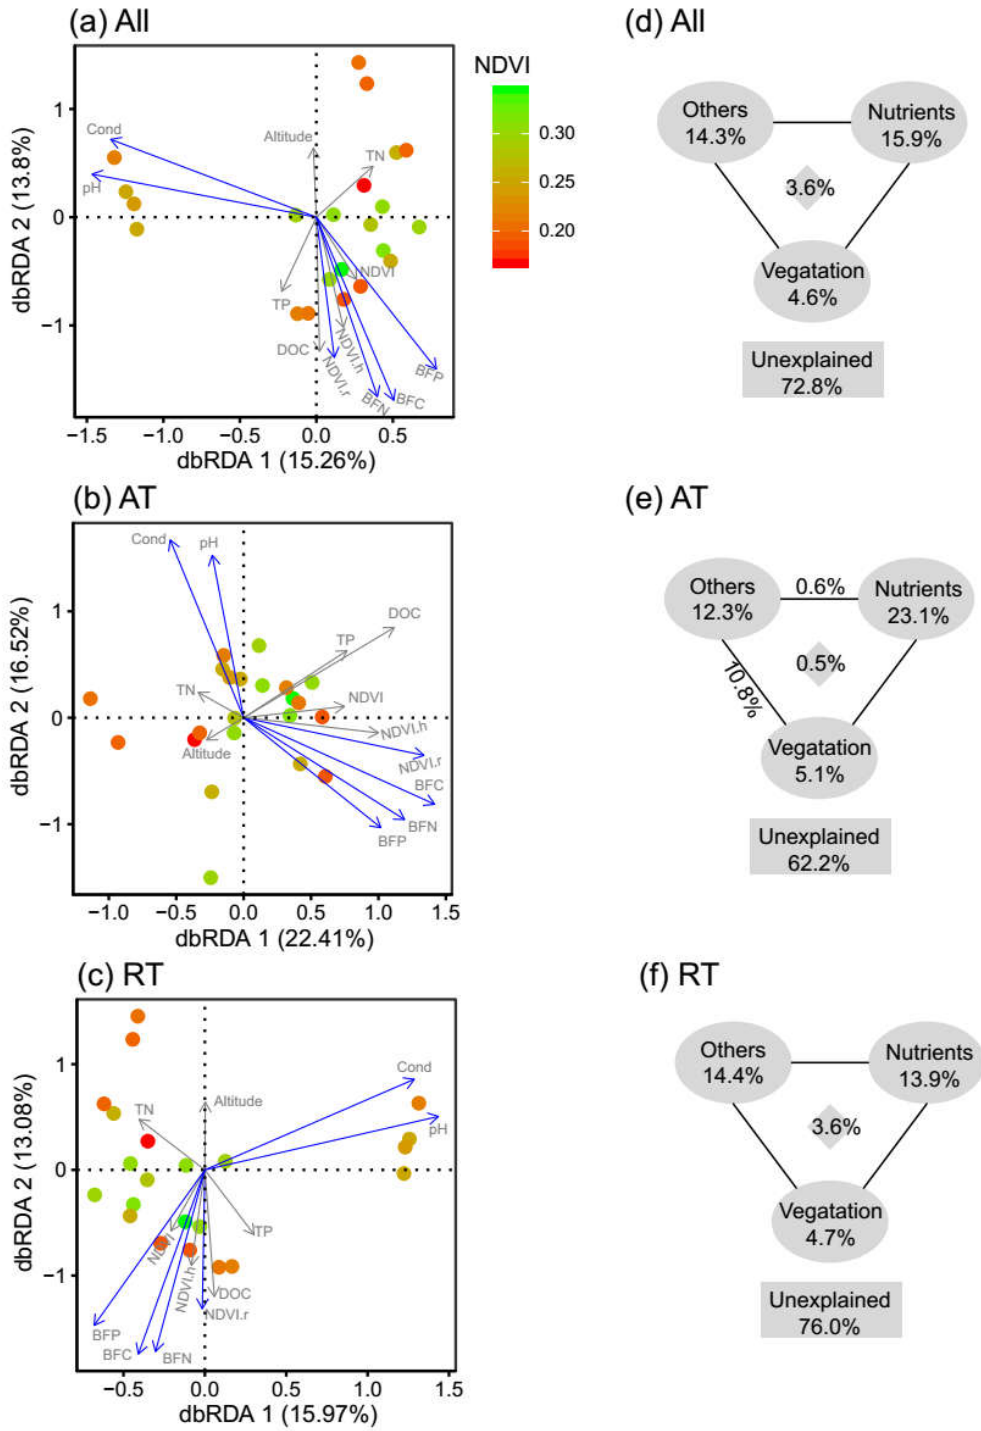 (a) All
dbRDA 2 (13.8%)
1
0
−1
Cond
pH
Altitude
TN
NDVI
TP
DOC
NDVI.h
NDVI.r
BFP
BFC
BFN
−1.5 −1.0 −0.5 0.0 0.5
dbRDA 1 (15.26%)
NDVI
0.30
0.25
0.20
(d) All
Others
14.3%
Nutrients
15.9%
3.6%
Vegatation
4.6%
Unexplained
72.8%
(b) AT
dbRDA 2 (16.52%)
1
0
−1
Cond
pH
DOC
TP
TN
NDVI
NDVI.h
Altitude
NDVI.r
BFC
BFN
BFP
−1.0 −0.5 0.0 0.5 1.0 1.5
dbRDA 1 (22.41%)
(e) AT
Others
12.3%
0.6%
Nutrients
23.1%
0.5%
10.8%
Vegatation
5.1%
Unexplained
62.2%
(c) RT
dbRDA 2 (13.08%)
1
0
−1
Cond
pH
Altitude
TN
TP
NDVI
NDVI.h
DOC
NDVI.r
BFP
BFC
BFN
−0.5 0.0 0.5 1.0 1.5
dbRDA 1 (15.97%)
(f) RT
Others
14.4%
Nutrients
13.9%
3.6%
Vegatation
4.7%
Unexplained
76.0%